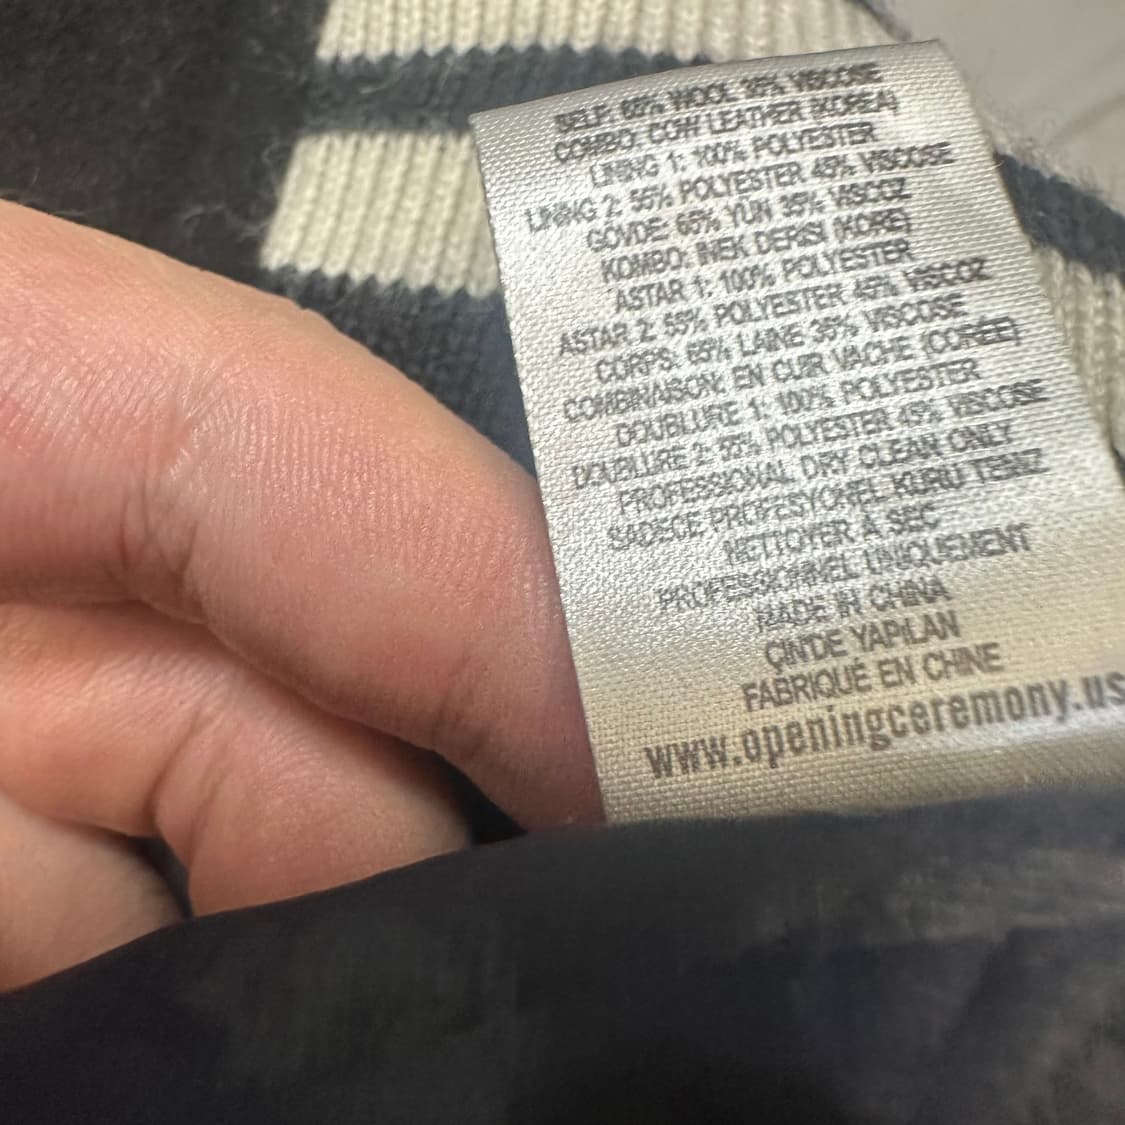 SELF: 65% WOOL 35% VISCOSE
COMBO: COW LEATHER (KOREA)
LINING 1: 100% POLYESTER
LINING 2: 55% POLYESTER 45% VISCOSE
GÖVDE: 65% YÜN 35% VISCOZ
KOMBO: INEK DERISI (KORE)
ASTAR 1: 100% POLYESTER
ASTAR 2: 55% POLYESTER 45% VISCOZ
CORPS: 65% LAINE 35% VISCOSE
COMBINAISON: EN CUIR VACHE (CORÉE)
DOUBLURE 1: 100% POLYESTER
DOUBLURE 2: 55% POLYESTER 45% VISCOSE
PROFESSIONAL DRY CLEAN ONLY
SADECE PROFESYONEL KURU TEMIZ
NETTOYER À SEC
PROFESSIONNEL UNIQUEMENT
MADE IN CHINA
ÇIN'DE YAPILAN
FABRIQUÉ EN CHINE
www.openingceremony.us